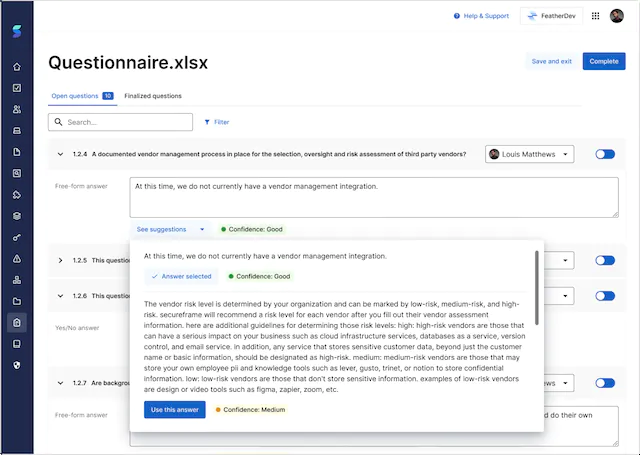 Help & Support
FeatherDev
Questionnaire.xlsx
Save and exit
Complete
Open questions 10
Finalized questions
Search...
Filter
1.2.4 A documented vendor management process in place for the selection, oversight and risk assessment of third party vendors?
Louis Matthews
Free-form answer
At this time, we do not currently have a vendor management integration.
See suggestions
Confidence: Good
At this time, we do not currently have a vendor management integration.
Answer selected
Confidence: Good
1.2.5 This question
1.2.6 This question
Yes/No answer
The vendor risk level is determined by your organization and can be marked by low-risk, medium-risk, and high-
risk. secureframe will recommend a risk level for each vendor after you fill out their vendor assessment
information. here are additional guidelines for determining those risk levels: high: high-risk vendors are those that
can have a serious impact on your business such as cloud infrastructure services, databases as a service, version
control, and email service. in addition, any service that stores sensitive customer data, beyond just the customer
name or basic information, should be designated as high-risk. medium: medium-risk vendors are those that may
store your own employee pii and knowledge tools such as lever, gusto, trinet, or notion to store confidential
information. low: low-risk vendors are those that don't store sensitive information. examples of low-risk vendors
are design or video tools such as figma, zapier, zoom, etc.
1.2.7 Are backgrou
ews
Use this answer
Confidence: Medium
Free-form answer
d do their own